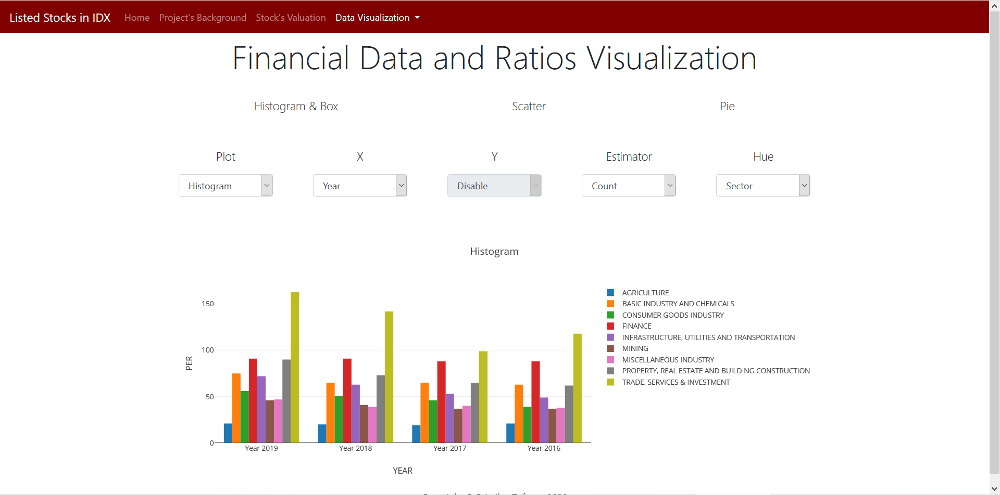 Listed Stocks in IDX Home Project's Background Stock's Valuation Data Visualization
Financial Data and Ratios Visualization
Histogram & Box Scatter Pie
Plot X Y Estimator Hue
Histogram Year Disable Count Sector
Histogram
150
100
50
0
PER
Year 2019 Year 2018 Year 2017 Year 2016
YEAR
AGRICULTURE
BASIC INDUSTRY AND CHEMICALS
CONSUMER GOODS INDUSTRY
FINANCE
INFRASTRUCTURE, UTILITIES AND TRANSPORTATION
MINING
MISCELLANEOUS INDUSTRY
PROPERTY, REAL ESTATE AND BUILDING CONSTRUCTION
TRADE, SERVICES & INVESTMENT